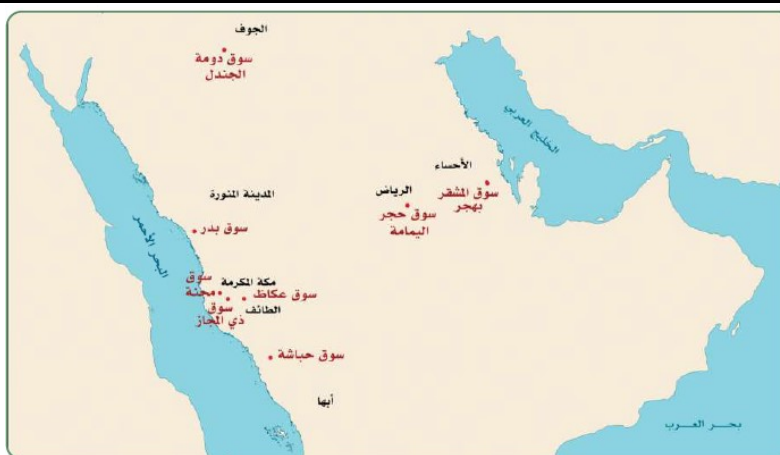 الجوف
سوق دومة
الجندل
الخليج العربي
الأحساء
سوق المشقر
بهجر
الرياض
سوق حجر
اليمامة
المدينة المنورة
سوق بدر
البحر الأحمر
مكة المكرمة
سوق
مجنة
سوق عكاظ
سوق
ذي المجاز
الطائف
سوق حباشة
أبها
بحر العرب